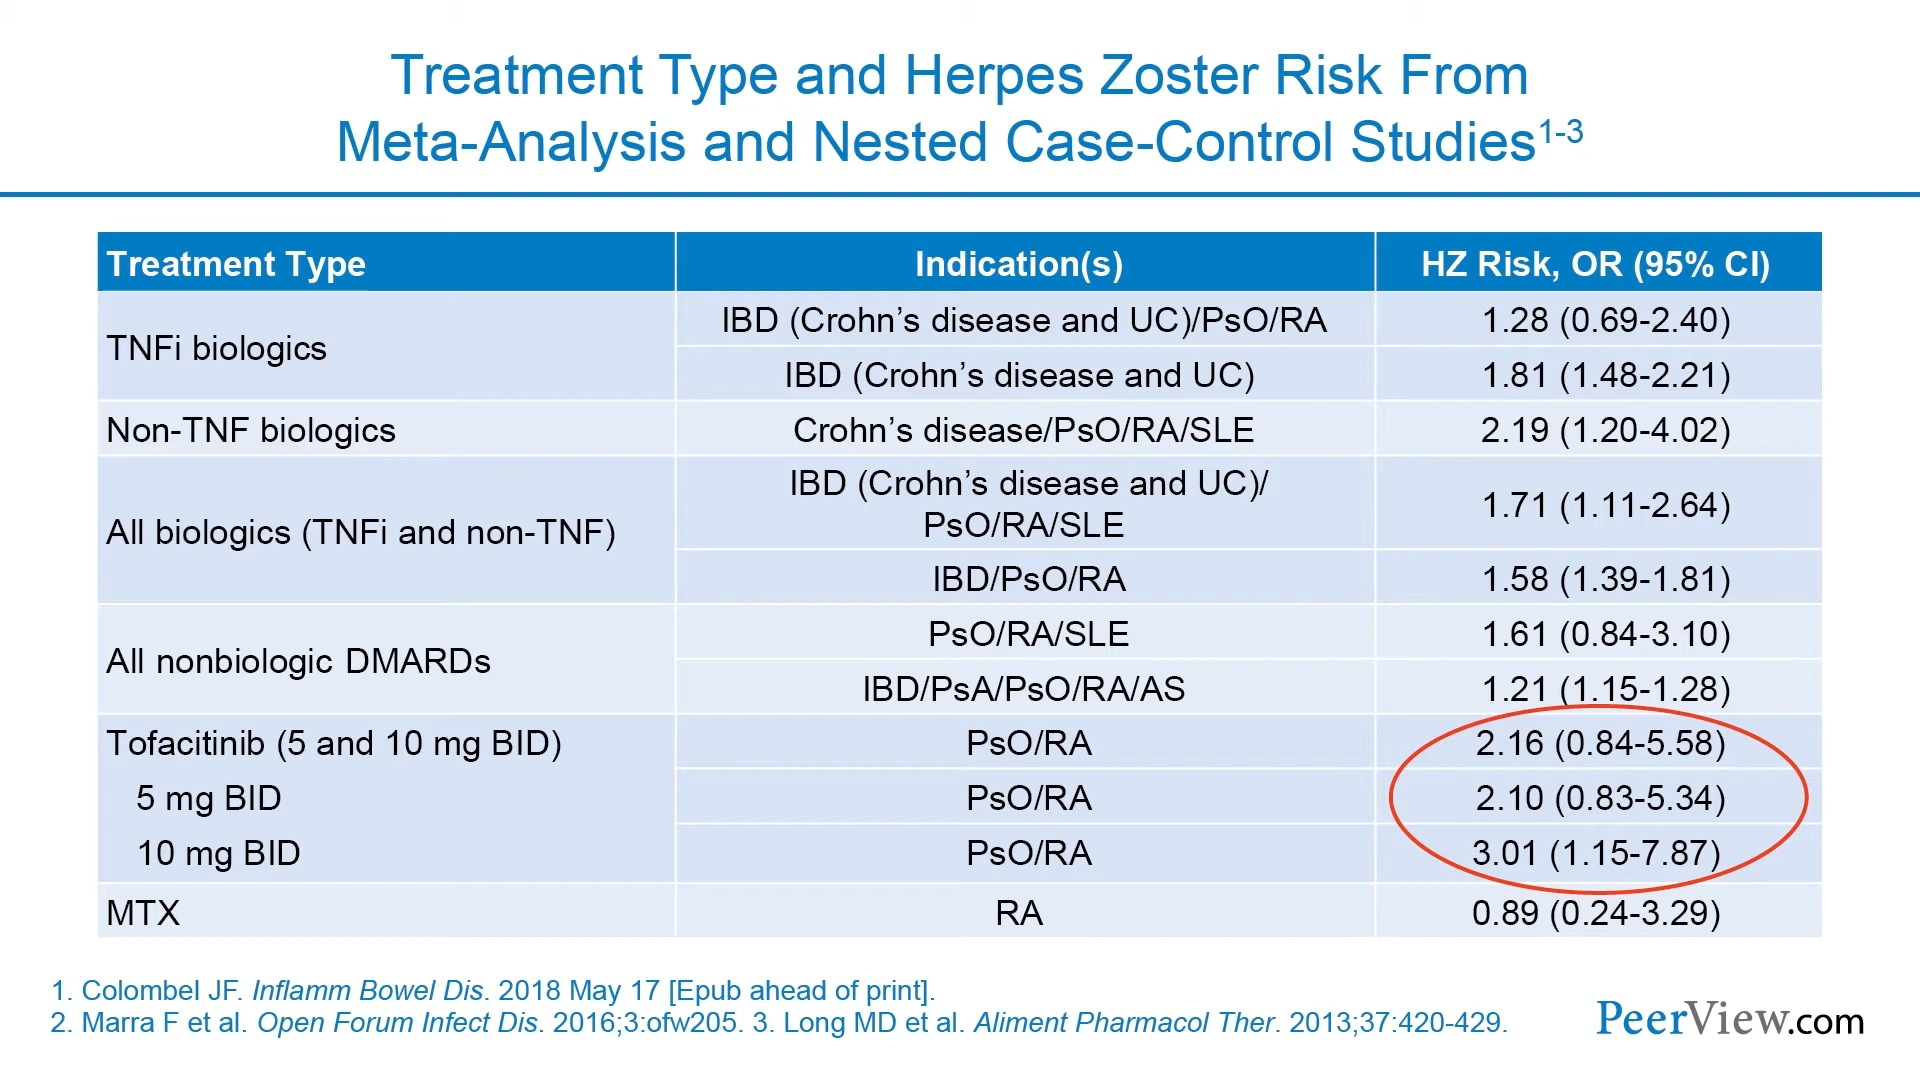 Treatment Type and Herpes Zoster Risk From
Meta-Analysis and Nested Case-Control Studies1-3
Treatment Type Indication(s) HZ Risk, OR (95% CI)
TNFi biologics
IBD (Crohn’s disease and UC)/PsO/RA 1.28 (0.69-2.40)
IBD (Crohn’s disease and UC) 1.81 (1.48-2.21)
Non-TNF biologics Crohn’s disease/PsO/RA/SLE 2.19 (1.20-4.02)
All biologics (TNFi and non-TNF)
IBD (Crohn’s disease and UC)/
PsO/RA/SLE
1.71 (1.11-2.64)
IBD/PsO/RA 1.58 (1.39-1.81)
All nonbiologic DMARDs
PsO/RA/SLE 1.61 (0.84-3.10)
IBD/PsA/PsO/RA/AS 1.21 (1.15-1.28)
Tofacitinib (5 and 10 mg BID) PsO/RA 2.16 (0.84-5.58)
5 mg BID PsO/RA 2.10 (0.83-5.34)
10 mg BID PsO/RA 3.01 (1.15-7.87)
MTX RA 0.89 (0.24-3.29)
1. Colombel JF. Inflamm Bowel Dis. 2018 May 17 [Epub ahead of print].
2. Marra F et al. Open Forum Infect Dis. 2016;3:ofw205. 3. Long MD et al. Aliment Pharmacol Ther. 2013;37:420-429.
PeerView.com